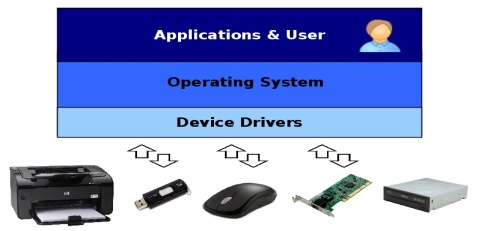 Applications & User
Operating System
Device Drivers